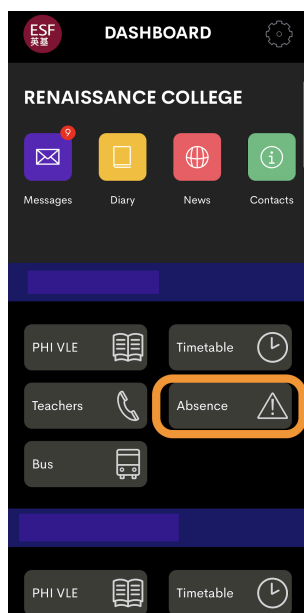 ESF
英基
DASHBOARD
RENAISSANCE COLLEGE
9
Messages Diary News Contacts
PHI VLE Timetable
Teachers Absence
Bus
PHI VLE Timetable